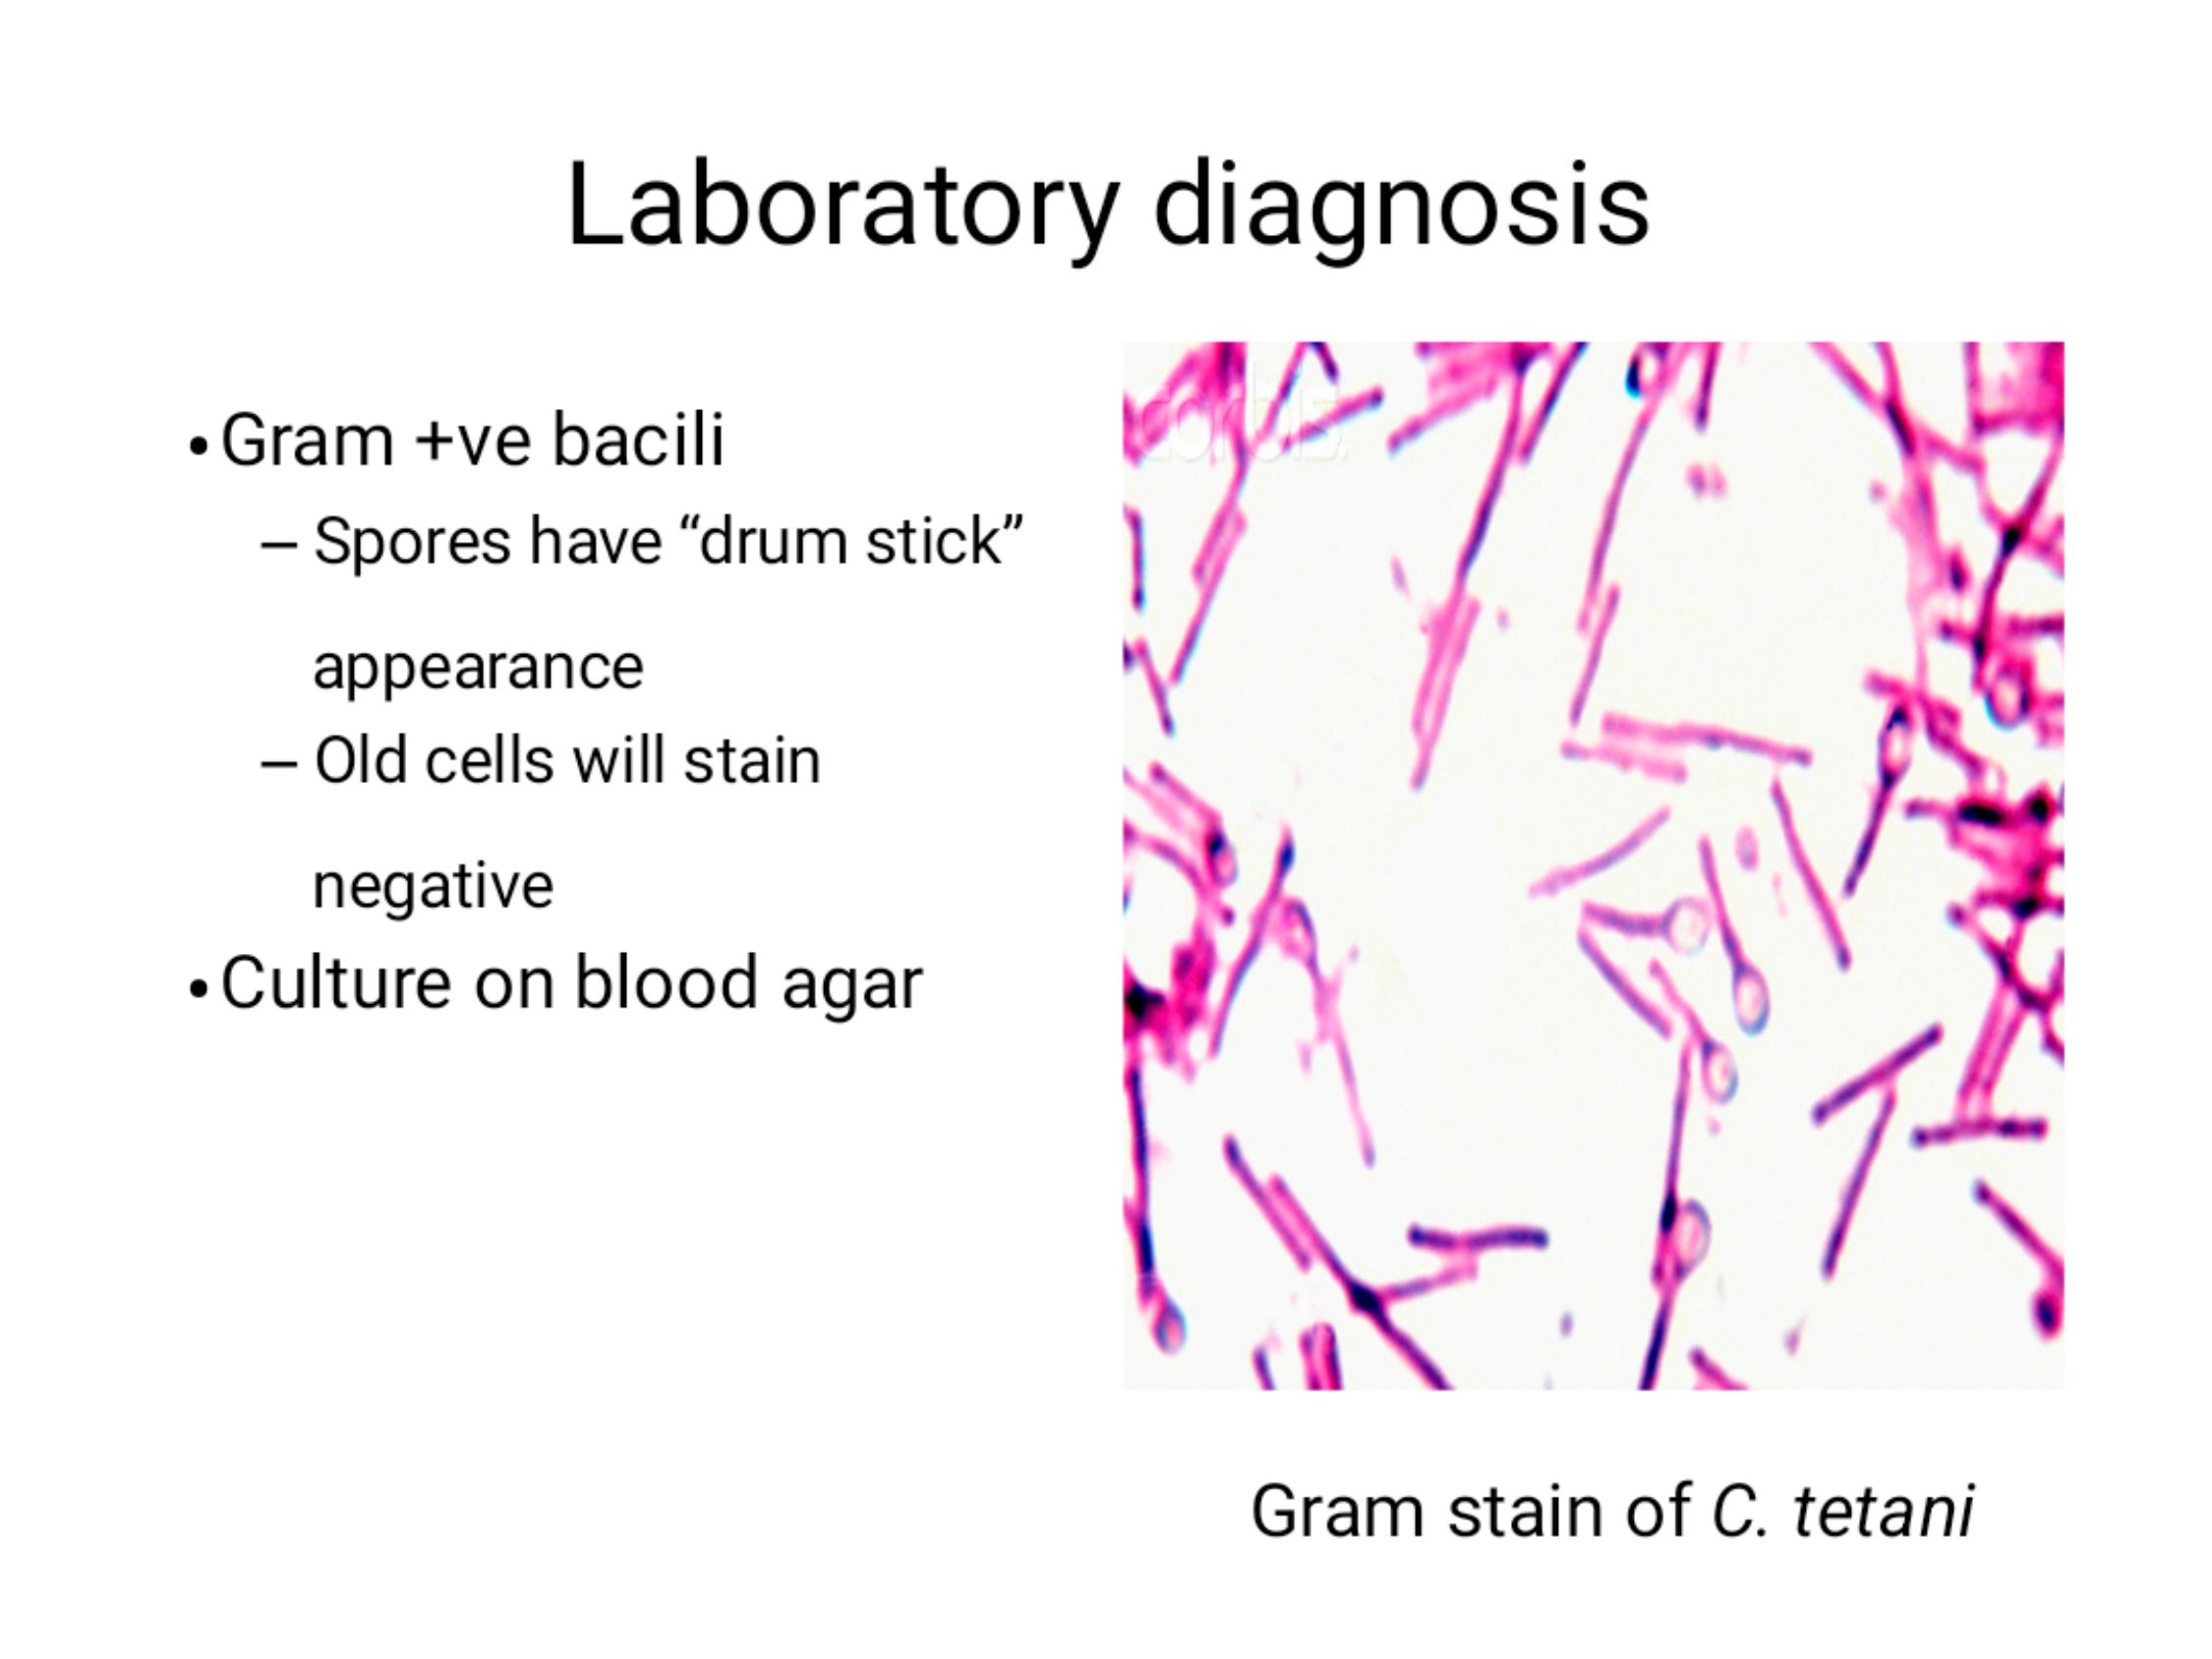 Laboratory diagnosis
• Gram +ve bacili
– Spores have “drum stick”
appearance
– Old cells will stain
negative
• Culture on blood agar
corbis.
Gram stain of C. tetani